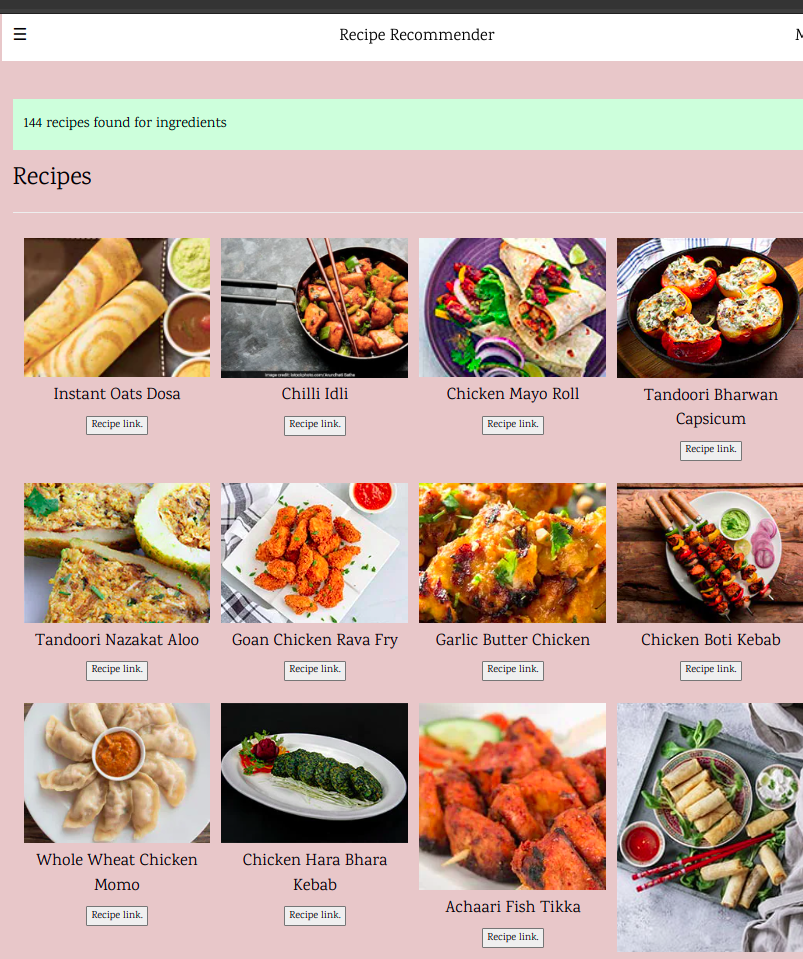 ☰ Recipe Recommender M
144 recipes found for ingredients
Recipes
Instant Oats Dosa
Recipe link.
Chilli Idli
Recipe link.
Chicken Mayo Roll
Recipe link.
Tandoori Bharwan
Capsicum
Recipe link.
Tandoori Nazakat Aloo
Recipe link.
Goan Chicken Rava Fry
Recipe link.
Garlic Butter Chicken
Recipe link.
Chicken Boti Kebab
Recipe link.
Whole Wheat Chicken
Momo
Recipe link.
Chicken Hara Bhara
Kebab
Recipe link.
Achaari Fish Tikka
Recipe link.